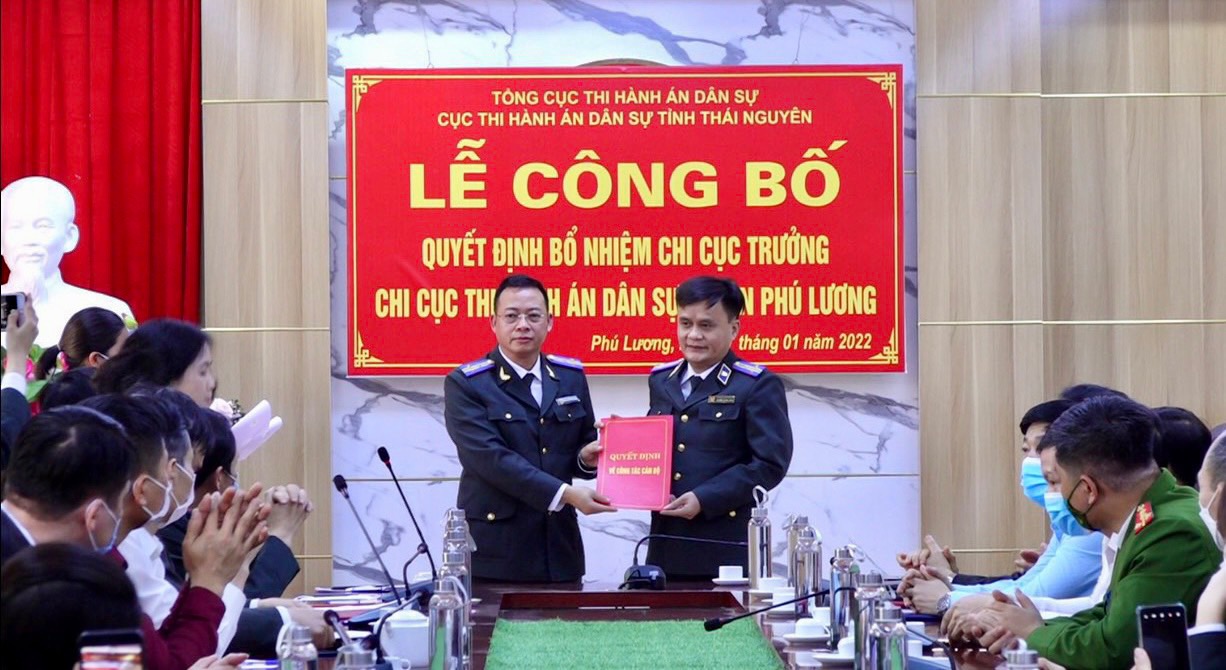 TỔNG CỤC THI HÀNH ÁN DÂN SỰ
CỤC THI HÀNH ÁN DÂN SỰ TỈNH THÁI NGUYÊN
LỄ CÔNG BỐ
QUYẾT ĐỊNH BỔ NHIỆM CHI CỤC TRƯỞNG
CHI CỤC ÁN DÂN SỰ PHÚ LƯƠNG
Phú Lương, tháng 01 năm 2022
QUYẾT ĐỊNH
VỀ CÔNG TÁC CÁN BỘ